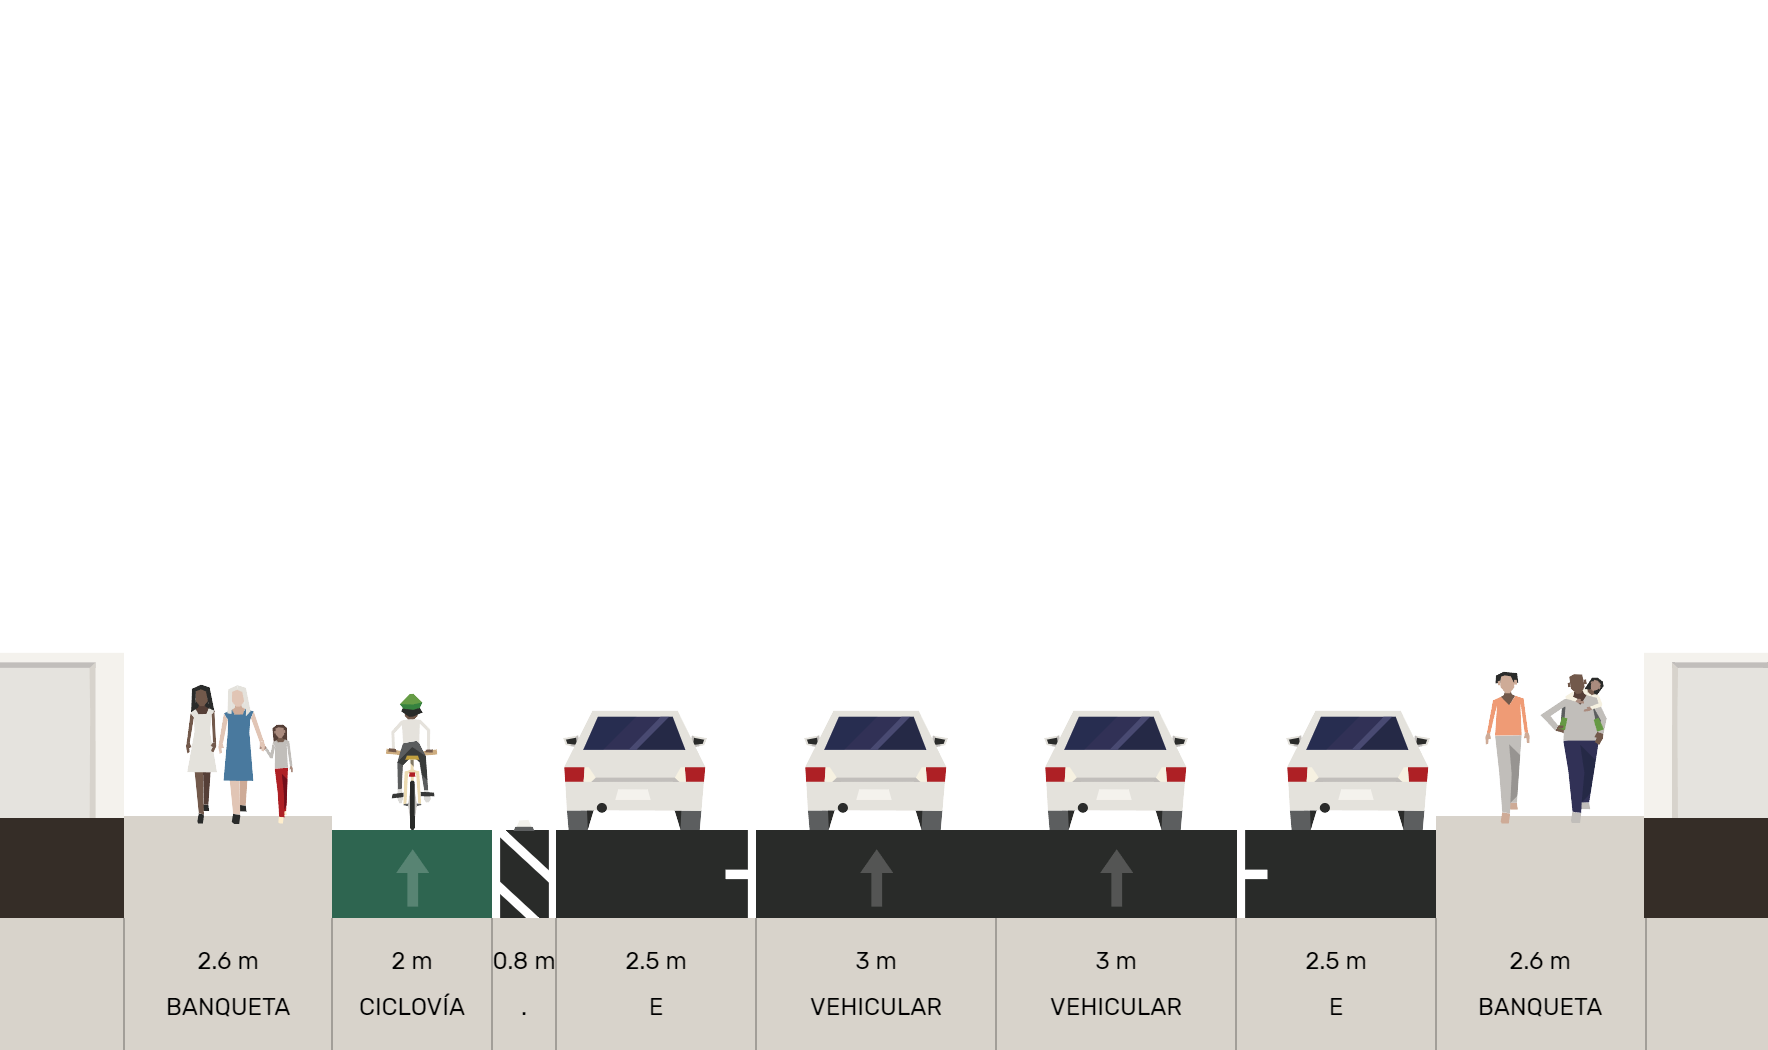 2.6 m
BANQUETA
2 m
CICLOVÍA
0.8 m
.
2.5 m
E
3 m
VEHICULAR
3 m
VEHICULAR
2.5 m
E
2.6 m
BANQUETA